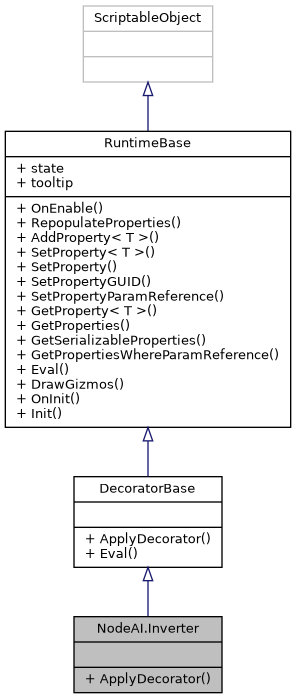 ScriptableObject
RuntimeBase
+ state
+ tooltip
+ OnEnable()
+ RepopulateProperties()
+ AddProperty< T >()
+ SetProperty< T >()
+ SetProperty()
+ SetPropertyGUID()
+ SetPropertyParamReference()
+ GetProperty< T >()
+ GetProperties()
+ GetSerializableProperties()
+ GetPropertiesWhereParamReference()
+ Eval()
+ DrawGizmos()
+ OnInit()
+ Init()
DecoratorBase
+ ApplyDecorator()
+ Eval()
NodeAI.Inverter
+ ApplyDecorator()